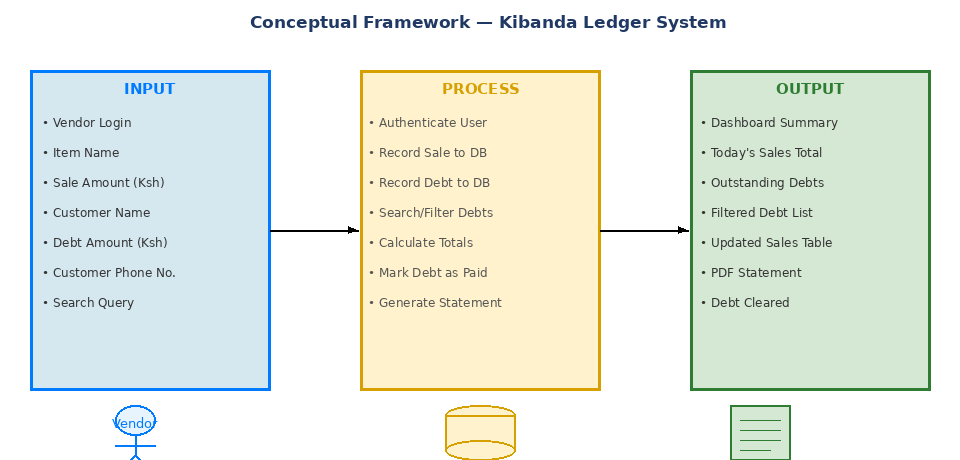 Conceptual Framework — Kibanda Ledger System
INPUT
• Vendor Login
• Item Name
• Sale Amount (Ksh)
• Customer Name
• Debt Amount (Ksh)
• Customer Phone No.
• Search Query
PROCESS
• Authenticate User
• Record Sale to DB
• Record Debt to DB
• Search/Filter Debts
• Calculate Totals
• Mark Debt as Paid
• Generate Statement
OUTPUT
• Dashboard Summary
• Today's Sales Total
• Outstanding Debts
• Filtered Debt List
• Updated Sales Table
• PDF Statement
• Debt Cleared
Vendor